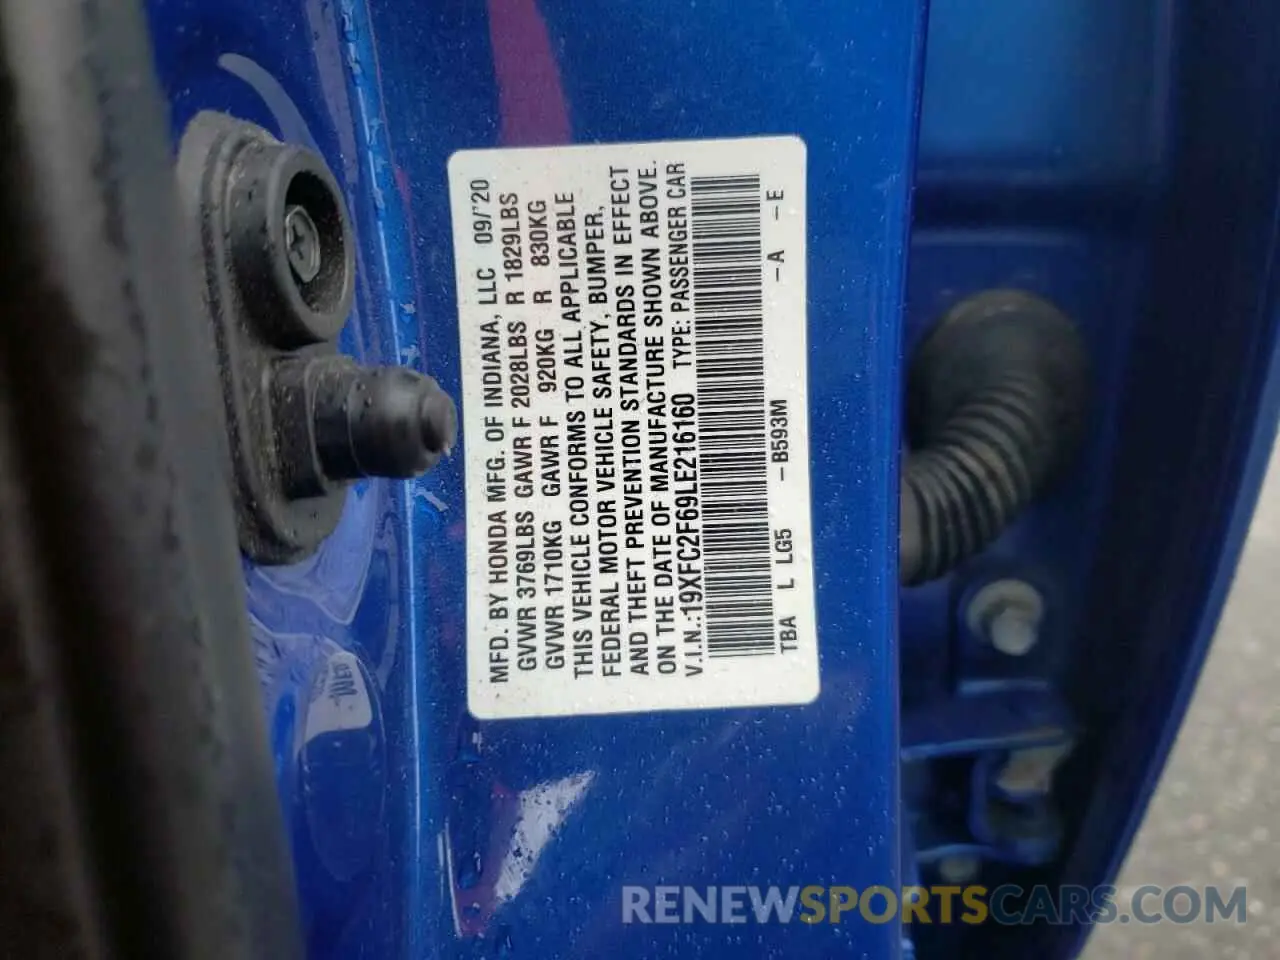 MFD. BY HONDA MFG. OF INDIANA, LLC 09/'20
GVWR 3769LBS GAWR F 2028LBS R 1829LBS
GVWR 1710KG GAWR F 920KG R 830KG
THIS VEHICLE CONFORMS TO ALL APPLICABLE
FEDERAL MOTOR VEHICLE SAFETY, BUMPER,
AND THEFT PREVENTION STANDARDS IN EFFECT
ON THE DATE OF MANUFACTURE SHOWN ABOVE.
V.I.N.:19XFC2F69LE216160 TYPE: PASSENGER CAR
TBA L LG5 -B593M -A -E
RENEWSPORTSCARS.COM